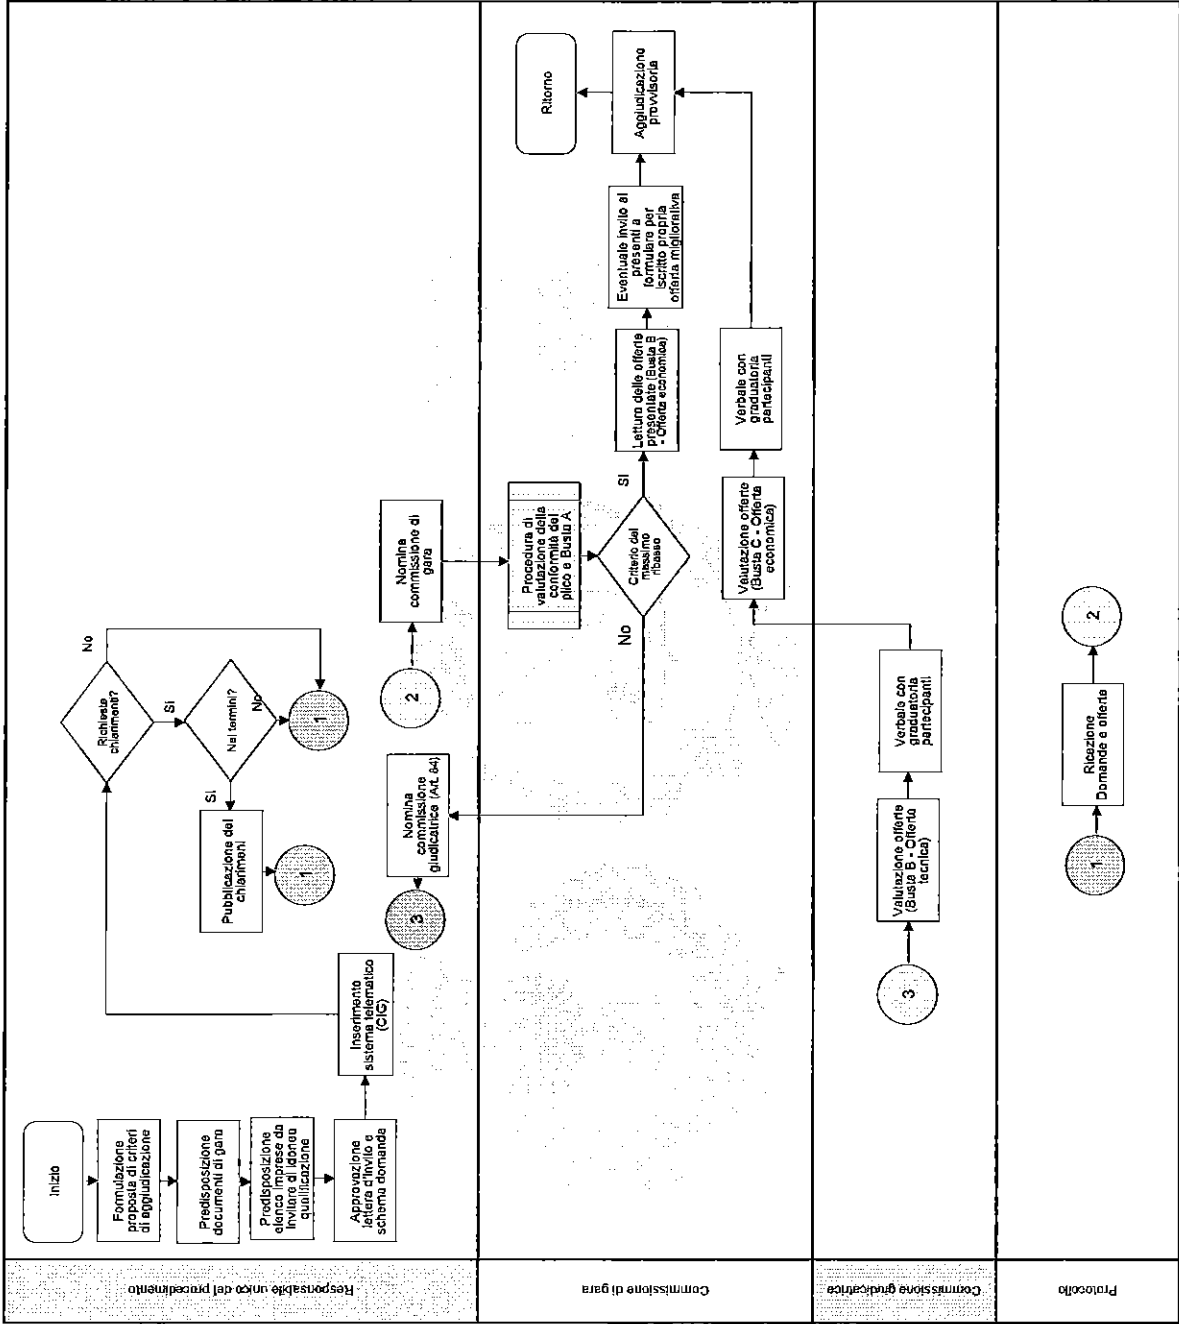 Inizio
Formulazione
proposta di criteri
di aggiudicazione
Predisposizione
documenti di gara
Predisposizione
elenco imprese da
invitare di idonea
qualificazione
Approvazione
lettera d'invito e
schema domanda
Inserimento
sistema telematico
(CIG)
Richieste
chiarimenti?
No
Si
Nei termini?
No
Si
Pubblicazione dei
chiarimeni
1
1
2
Nomina
commissione di
gara
Nomina
commissione
giudicatrice (Art. 84)
3
Responsabile unico del procedimento
Procedura di
valutazione della
conformità del
plico e Busta A
Criterio del
massimo
ribasso
Si
No
Lettura delle offerte
presentate (Busta B
- Offerta economica)
Eventuale invito ai
presenti a
formulare per
iscritto propria
offerta migliorativa
Aggiudicazione
provvisoria
Ritorno
Commissione di gara
3
Valutazione offerte
(Busta B - Offerta
tecnica)
Verbale con
graduatoria
partecipanti
Valutazione offerte
(Busta C - Offerta
economica)
Verbale con
graduatoria
partecipanti
Commissione giudicatrice
1
Ricezione
Domande e offerte
2
Protocollo